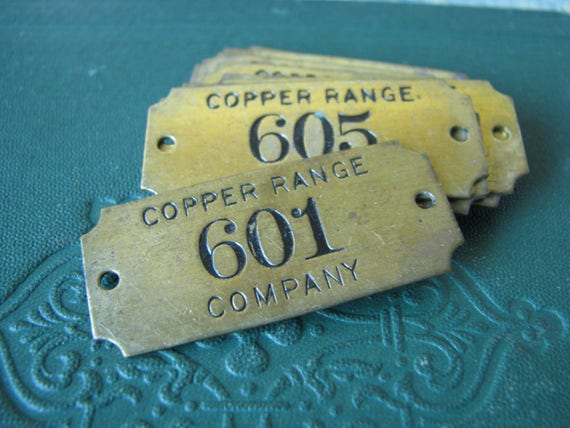 COPPER RANGE
605
COPPER RANGE
601
COMPANY